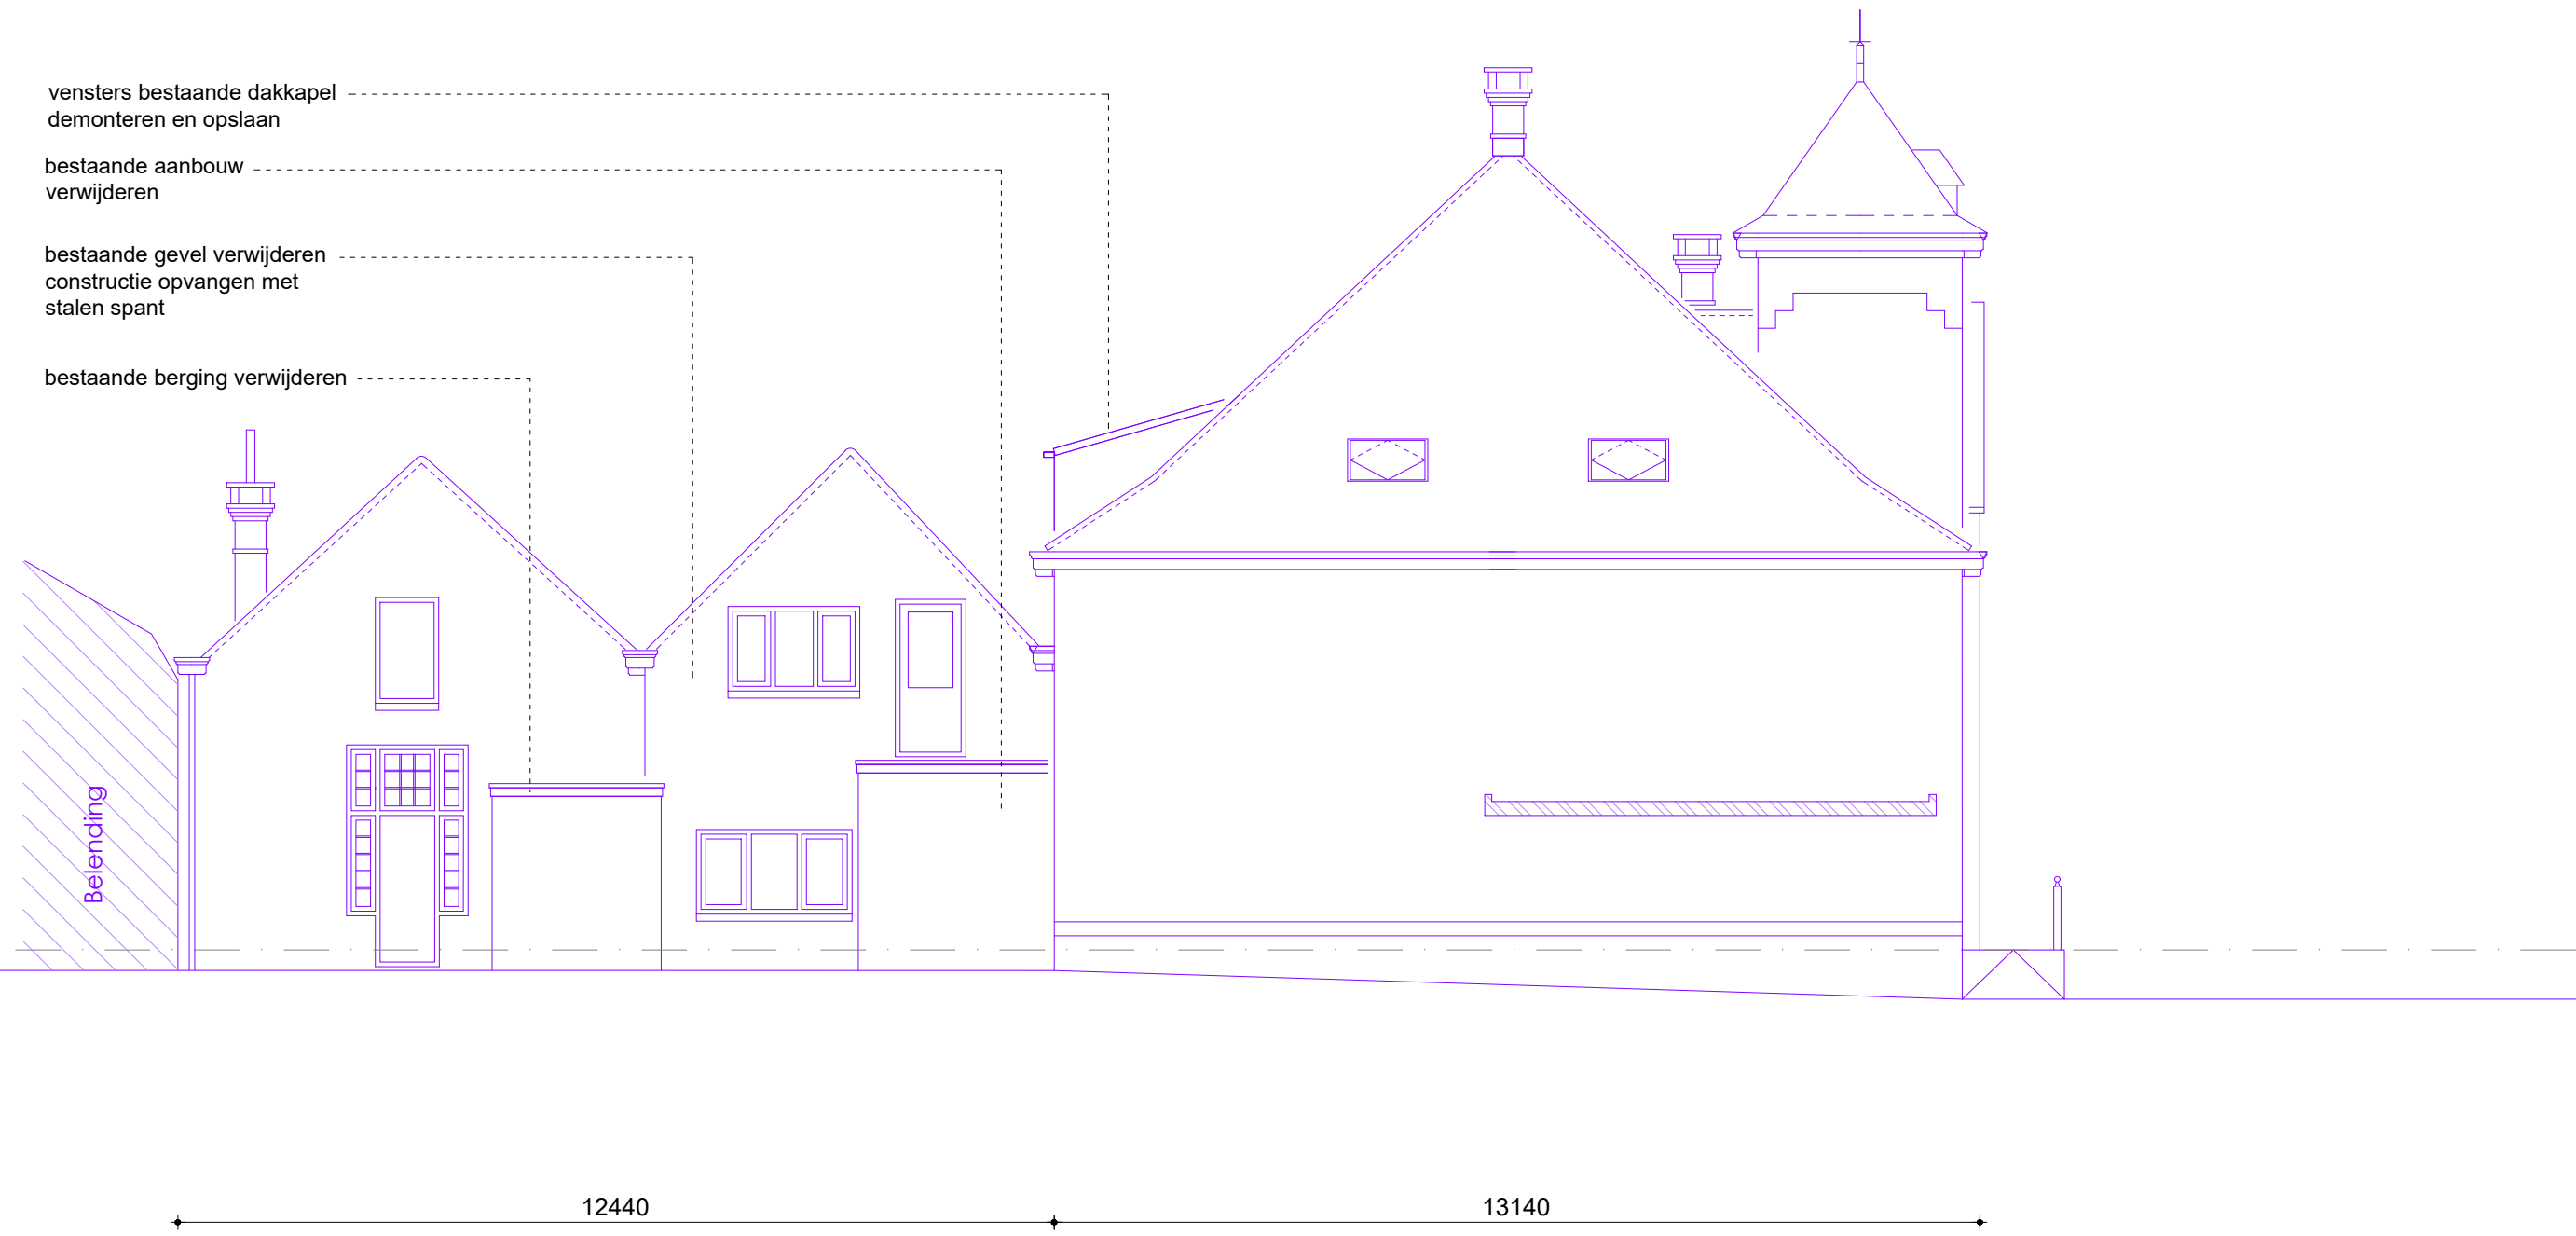 vensters bestaande dakkapel
demonteren en opslaan
bestaande aanbouw
verwijderen
bestaande gevel verwijderen
constructie opvangen met
stalen spant
bestaande berging verwijderen
Belending
12440
13140